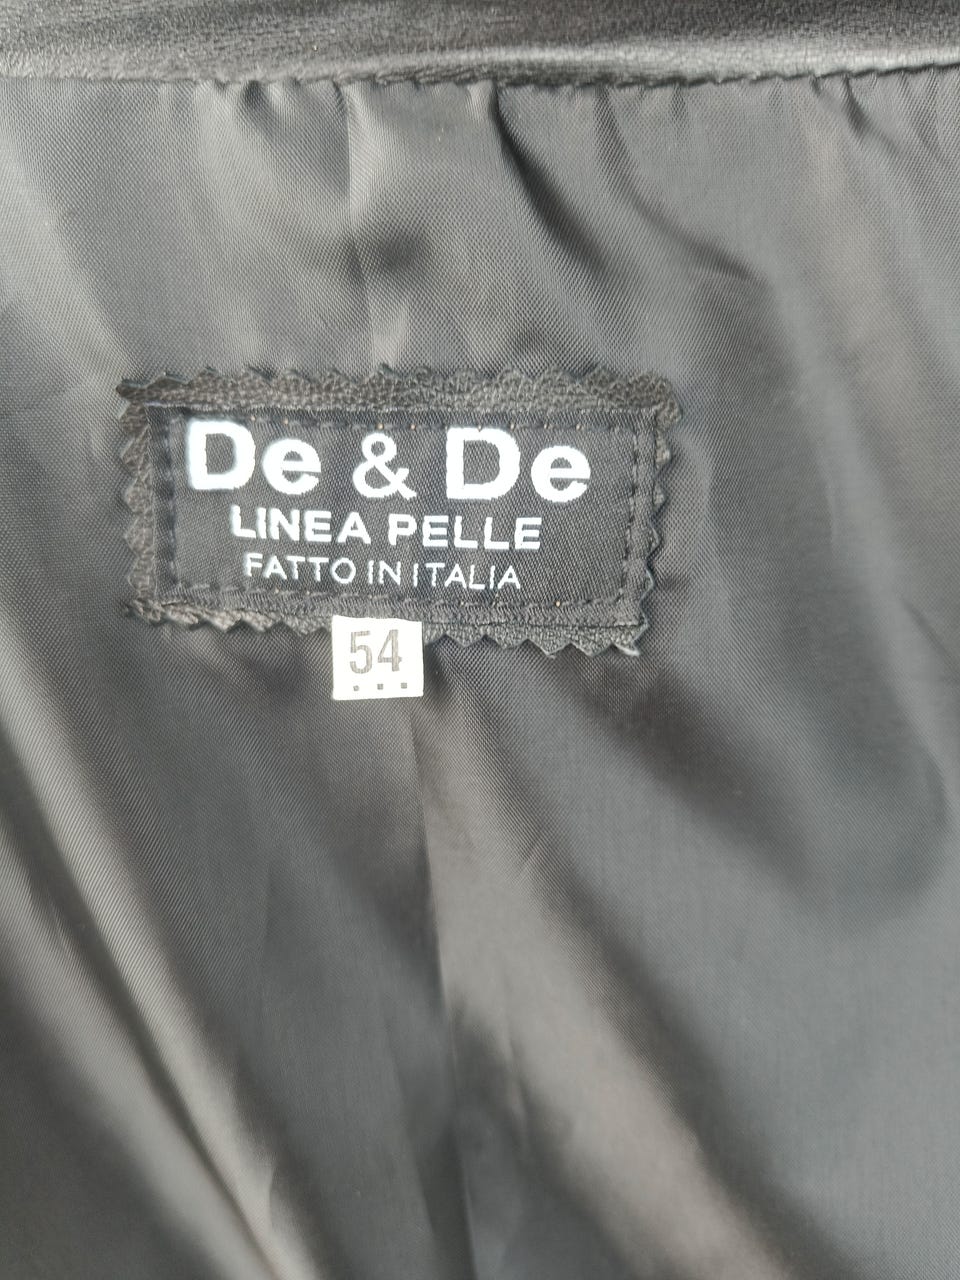 De & De
LINEA PELLE
FATTO IN ITALIA
54